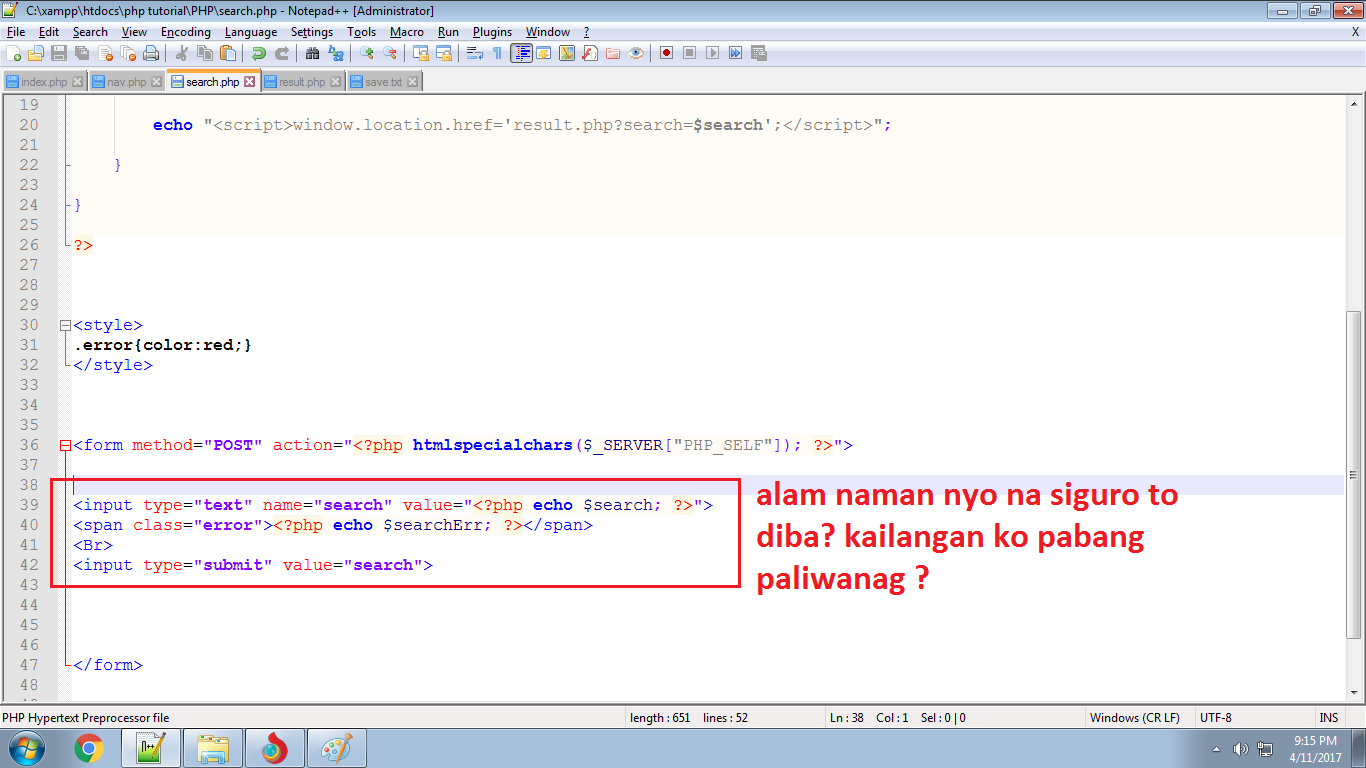 C:\xampp\htdocs\php tutorial\PHP\search.php - Notepad++ [Administrator]
File Edit Search View Encoding Language Settings Tools Macro Run Plugins Window ? X
index.php nav.php search.php result.php save.txt
19
20 echo "<script>window.location.href='result.php?search=$search';</script>";
21
22 }
23
24 }
25
26 ?>
27
28
29
30 <style>
31 .error{color:red;}
32 </style>
33
34
35
36 <form method="POST" action="<?php htmlspecialchars($_SERVER["PHP_SELF"]); ?>">
37
38
39 <input type="text" name="search" value="<?php echo $search; ?>">
40 <span class="error"><?php echo $searchErr; ?></span>
41 <Br>
42 <input type="submit" value="search">
43
44
45
46
47 </form>
48
alam naman nyo na siguro to
diba? kailangan ko pabang
paliwanag ?
PHP Hypertext Preprocessor file length : 651 lines : 52 Ln : 38 Col : 1 Sel : 0 | 0 Windows (CR LF) UTF-8 INS
9:15 PM
4/11/2017